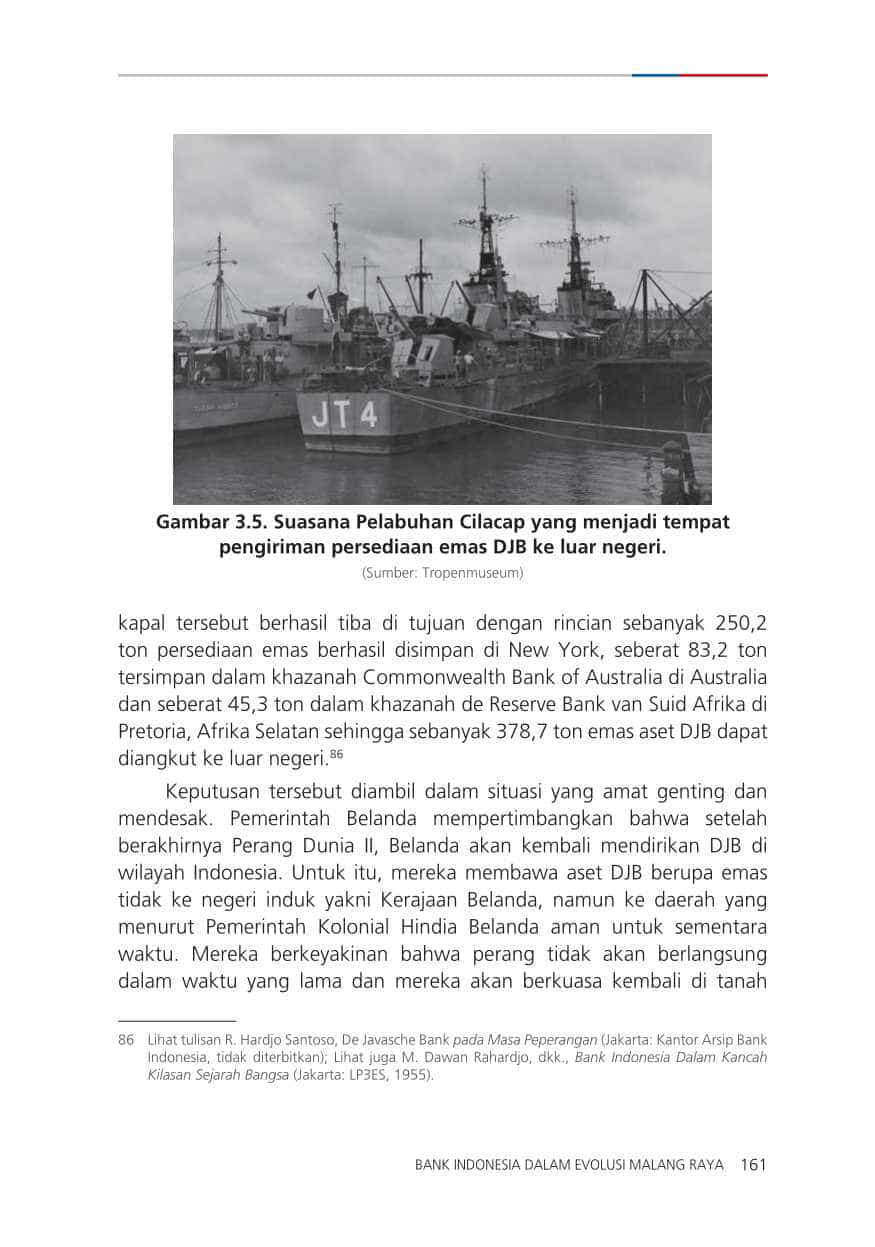 JT 4
Gambar 3.5. Suasana Pelabuhan Cilacap yang menjadi tempat
pengiriman persediaan emas DJB ke luar negeri.
(Sumber: Tropenmuseum)
kapal tersebut berhasil tiba di tujuan dengan rincian sebanyak 250,2
ton persediaan emas berhasil disimpan di New York, seberat 83,2 ton
tersimpan dalam khazanah Commonwealth Bank of Australia di Australia
dan seberat 45,3 ton dalam khazanah de Reserve Bank van Suid Afrika di
Pretoria, Afrika Selatan sehingga sebanyak 378,7 ton emas aset DJB dapat
diangkut ke luar negeri.⁸⁶
Keputusan tersebut diambil dalam situasi yang amat genting dan
mendesak. Pemerintah Belanda mempertimbangkan bahwa setelah
berakhirnya Perang Dunia II, Belanda akan kembali mendirikan DJB di
wilayah Indonesia. Untuk itu, mereka membawa aset DJB berupa emas
tidak ke negeri induk yakni Kerajaan Belanda, namun ke daerah yang
menurut Pemerintah Kolonial Hindia Belanda aman untuk sementara
waktu. Mereka berkeyakinan bahwa perang tidak akan berlangsung
dalam waktu yang lama dan mereka akan berkuasa kembali di tanah
86 Lihat tulisan R. Hardjo Santoso, De Javasche Bank pada Masa Peperangan (Jakarta: Kantor Arsip Bank
Indonesia, tidak diterbitkan); Lihat juga M. Dawan Rahardjo, dkk., Bank Indonesia Dalam Kancah
Kilasan Sejarah Bangsa (Jakarta: LP3ES, 1955).
BANK INDONESIA DALAM EVOLUSI MALANG RAYA 161